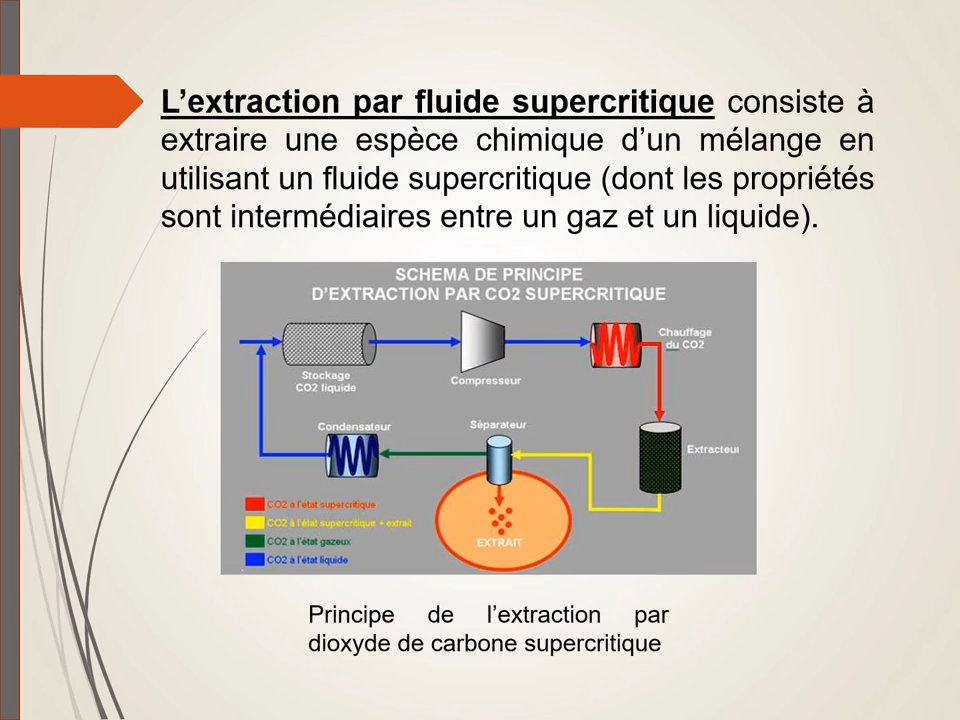 L’extraction par fluide supercritique consiste à
extraire une espèce chimique d’un mélange en
utilisant un fluide supercritique (dont les propriétés
sont intermédiaires entre un gaz et un liquide).
SCHEMA DE PRINCIPE
D’EXTRACTION PAR CO2 SUPERCRITIQUE
Stockage
CO2 liquide
Compresseur
Chauffage
du CO2
Condensateur
Séparateur
Extracteur
CO2 a l’état supercritique
CO2 à l’état supercritique + extrait
CO2 à l’état gazeux
CO2 à l’état liquide
EXTRAIT
Principe de l’extraction par
dioxyde de carbone supercritique